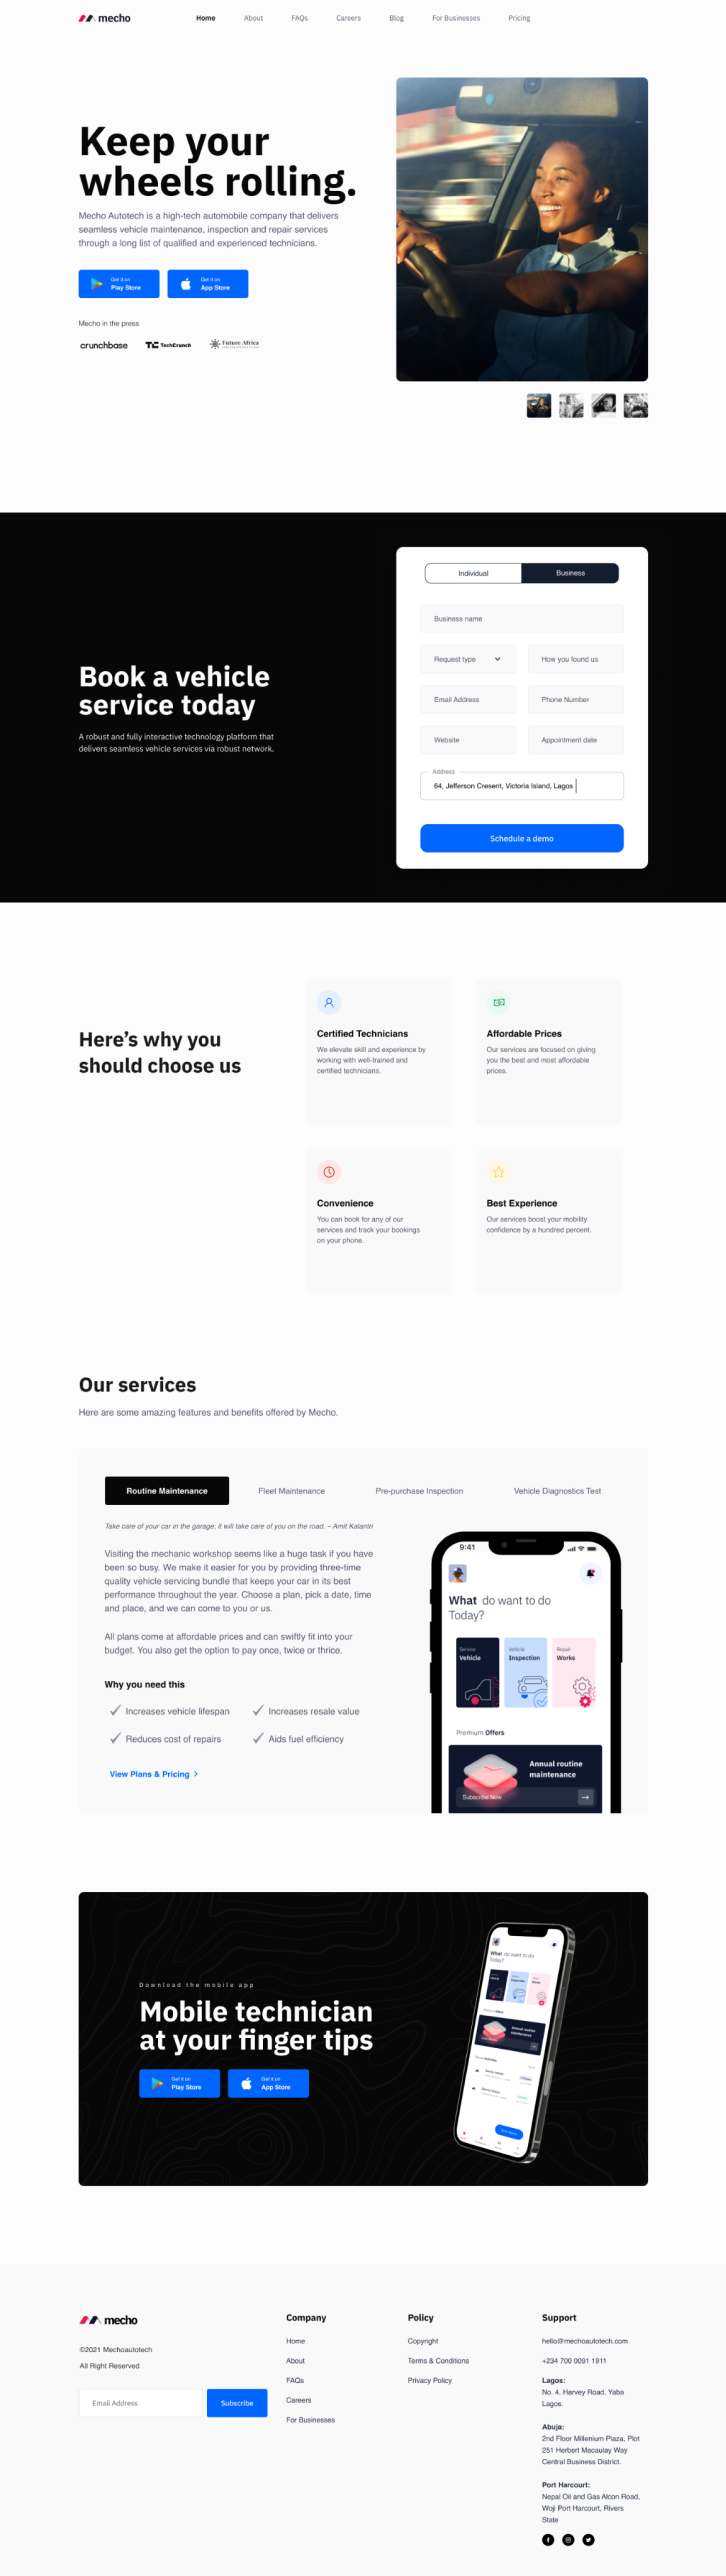 mecho
Home About FAQs Careers Blog For Businesses Pricing
Keep your
wheels rolling.
Mecho Autotech is a high-tech automobile company that delivers
seamless vehicle maintenance, inspection and repair services
through a long list of qualified and experienced technicians.
Get it on
Play Store
Get it on
App Store
Mecho in the press
crunchbase
TC TechCrunch
Future Africa
Individual
Business
Business name
Request type
How you found us
Email Address
Phone Number
Website
Appointment date
Address
64, Jefferson Cresent, Victoria Island, Lagos
Schedule a demo
Book a vehicle
service today
A robust and fully interactive technology platform that
delivers seamless vehicle services via robust network.
Here’s why you
should choose us
Certified Technicians
We elevate skill and experience by
working with well-trained and
certified technicians.
Affordable Prices
Our services are focused on giving
you the best and most affordable
prices.
Convenience
You can book for any of our
services and track your bookings
on your phone.
Best Experience
Our services boost your mobility
confidence by a hundred percent.
Our services
Here are some amazing features and benefits offered by Mecho.
Routine Maintenance
Fleet Maintenance
Pre-purchase Inspection
Vehicle Diagnostics Test
Take care of your car in the garage; it will take care of you on the road. – Amit Kalantri
Visiting the mechanic workshop seems like a huge task if you have
been so busy. We make it easier for you by providing three-time
quality vehicle servicing bundle that keeps your car in its best
performance throughout the year. Choose a plan, pick a date, time
and place, and we can come to you or us.
All plans come at affordable prices and can swiftly fit into your
budget. You also get the option to pay once, twice or thrice.
Why you need this
Increases vehicle lifespan
Increases resale value
Reduces cost of repairs
Aids fuel efficiency
View Plans & Pricing
9:41
What do want to do
Today?
Service
Vehicle
Vehicle
Inspection
Repair
Works
Premium Offers
Annual routine
maintenance
Subscribe Now
Download the mobile app
Mobile technician
at your finger tips
Get it on
Play Store
Get it on
App Store
What do want to do
Today?
Annual routine
maintenance
mecho
©2021 Mechoautotech
All Right Reserved
Email Address
Subscribe
Company
Home
About
FAQs
Careers
For Businesses
Policy
Copyright
Terms & Conditions
Privacy Policy
Support
hello@mechoautotech.com
+234 700 0091 1911
Lagos:
No. 4, Harvey Road, Yaba
Lagos.
Abuja:
2nd Floor Millenium Plaza, Plot
251 Herbert Macaulay Way
Central Business District.
Port Harcourt:
Nepal Oil and Gas Alcon Road,
Woji Port Harcourt, Rivers
State